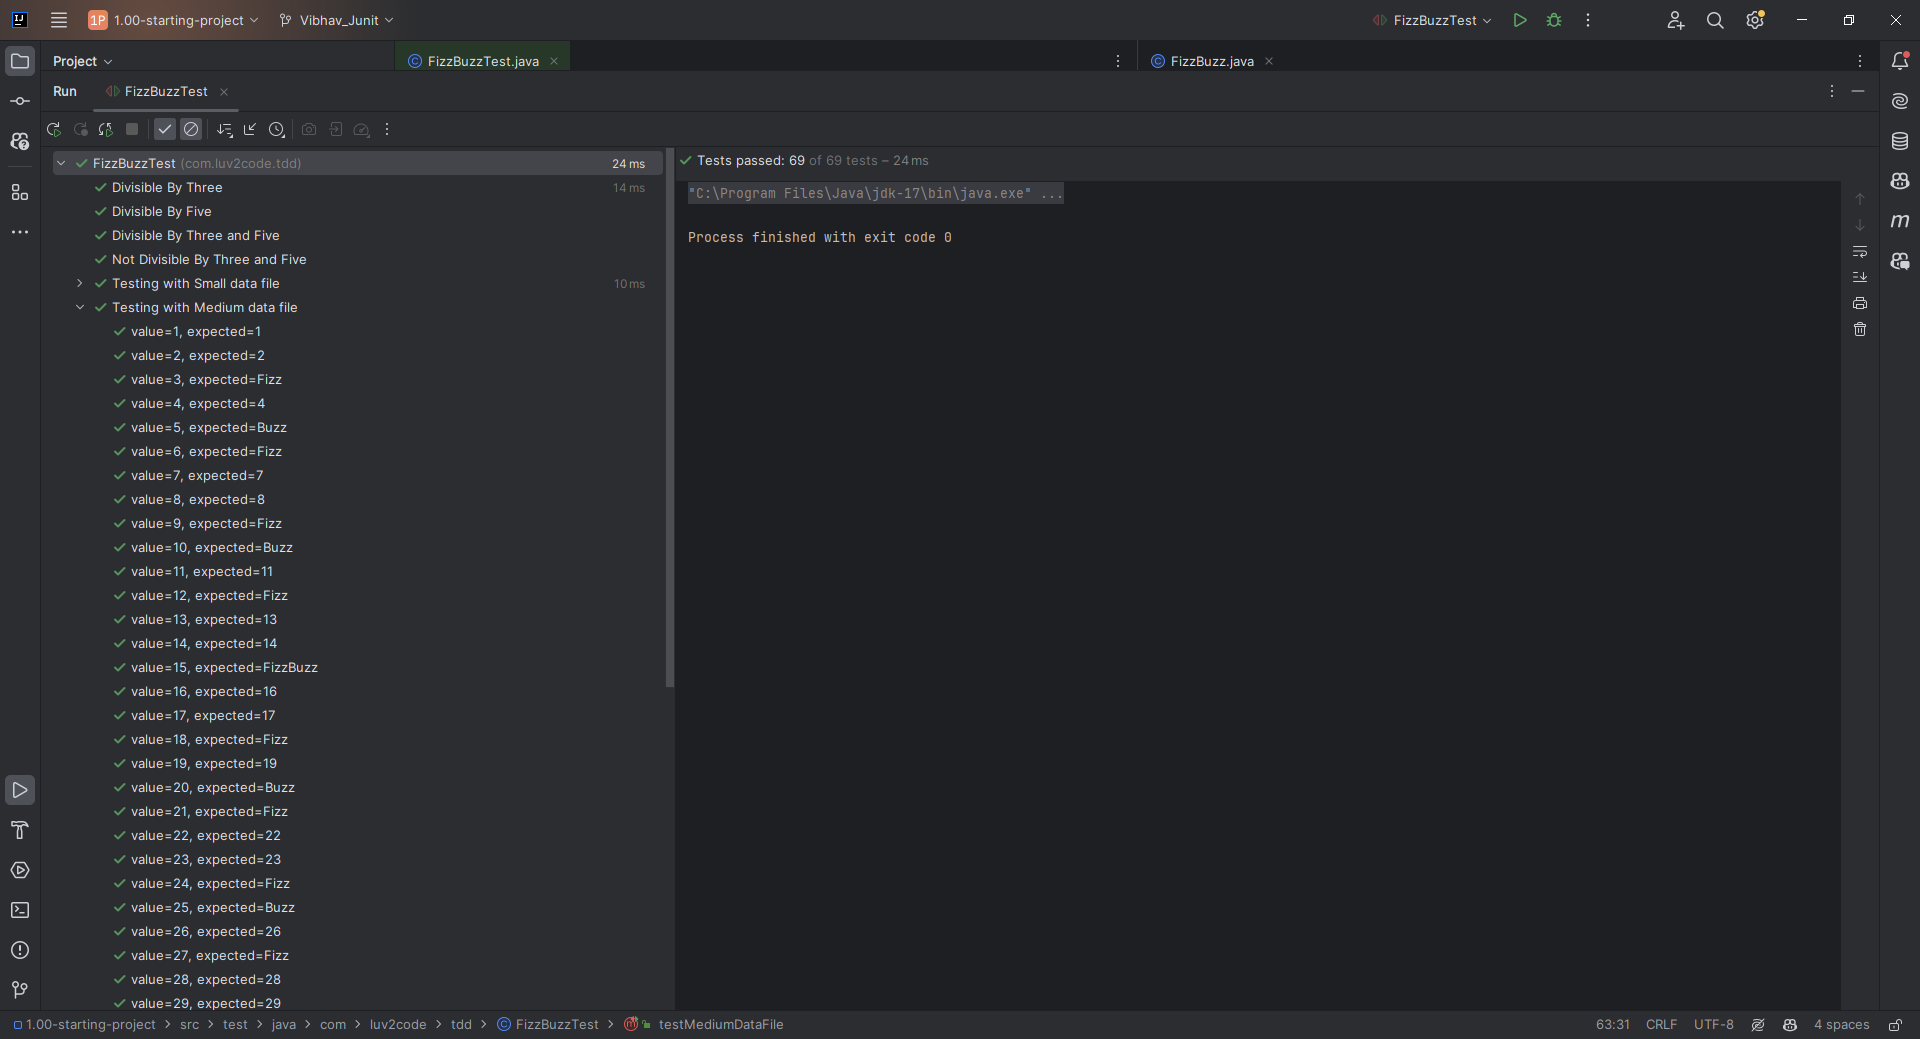 1P 1.00-starting-project Vibhav_Junit FizzBuzzTest
Project FizzBuzzTest.java FizzBuzz.java
Run FizzBuzzTest
FizzBuzzTest (com.luv2code.tdd) 24 ms
Tests passed: 69 of 69 tests – 24 ms
Divisible By Three 14 ms
"C:\Program Files\Java\jdk-17\bin\java.exe" ...
Divisible By Five
Divisible By Three and Five
Process finished with exit code 0
Not Divisible By Three and Five
Testing with Small data file 10 ms
Testing with Medium data file
value=1, expected=1
value=2, expected=2
value=3, expected=Fizz
value=4, expected=4
value=5, expected=Buzz
value=6, expected=Fizz
value=7, expected=7
value=8, expected=8
value=9, expected=Fizz
value=10, expected=Buzz
value=11, expected=11
value=12, expected=Fizz
value=13, expected=13
value=14, expected=14
value=15, expected=FizzBuzz
value=16, expected=16
value=17, expected=17
value=18, expected=Fizz
value=19, expected=19
value=20, expected=Buzz
value=21, expected=Fizz
value=22, expected=22
value=23, expected=23
value=24, expected=Fizz
value=25, expected=Buzz
value=26, expected=26
value=27, expected=Fizz
value=28, expected=28
value=29, expected=29
1.00-starting-project > src > test > java > com > luv2code > tdd > FizzBuzzTest > testMediumDataFile 63:31 CRLF UTF-8 4 spaces